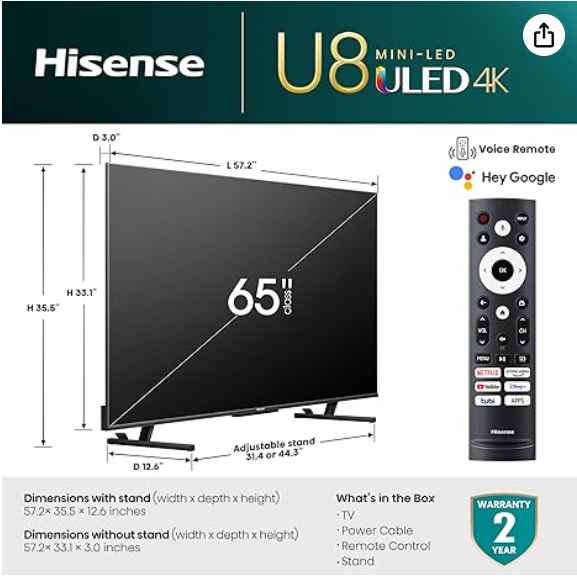 Hisense
U8 MINI-LED
ULED 4K
D 3.0"
L 57.2"
Voice Remote
Hey Google
H 35.5"
H 33.1"
65" class
OK
VOL
CH
MENU
123
NETFLIX
prime video
YouTube
Disney+
tubi
APPS
Hisense
Adjustable stand
31.4 or 44.3"
D 12.6"
Dimensions with stand (width x depth x height)
57.2× 35.5 × 12.6 inches
Dimensions without stand (width x depth x height)
57.2× 33.1 × 3.0 inches
What's in the Box
· TV
· Power Cable
· Remote Control
· Stand
WARRANTY
2
YEAR